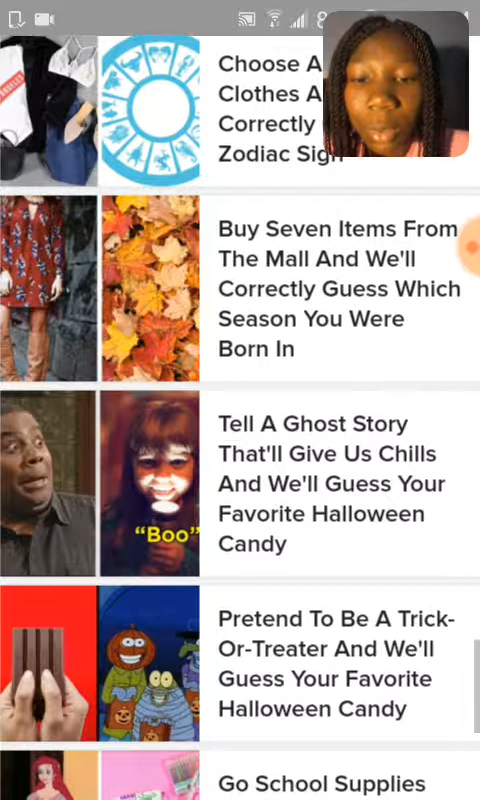 Choose A
Clothes A
Correctly
Zodiac Sign
Buy Seven Items From
The Mall And We'll
Correctly Guess Which
Season You Were
Born In
Tell A Ghost Story
That'll Give Us Chills
And We'll Guess Your
Favorite Halloween
Candy
“Boo”
Pretend To Be A Trick-
Or-Treater And We'll
Guess Your Favorite
Halloween Candy
Go School Supplies